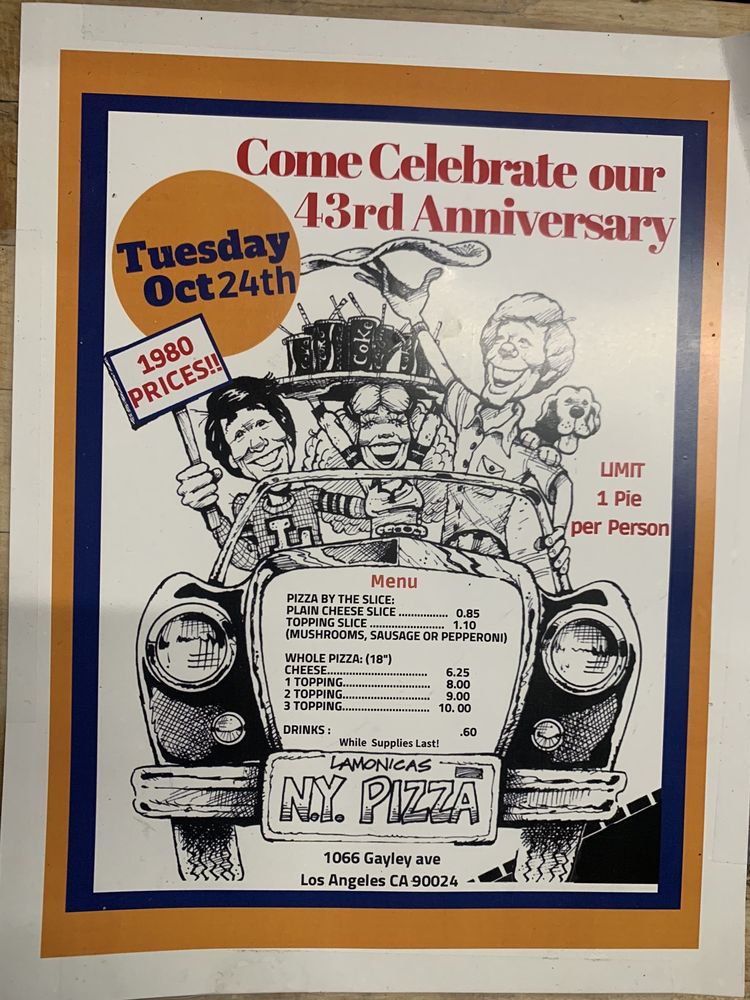 Come Celebrate our
43rd Anniversary
Tuesday
Oct 24th
1980
PRICES!!
Coke
L
LIMIT
1 Pie
per Person
Menu
PIZZA BY THE SLICE:
PLAIN CHEESE SLICE ................ 0.85
TOPPING SLICE ........................ 1.10
(MUSHROOMS, SAUSAGE OR PEPPERONI)
WHOLE PIZZA: (18")
CHEESE................................ 6.25
1 TOPPING............................ 8.00
2 TOPPING............................ 9.00
3 TOPPING............................ 10.00
DRINKS : .60
While Supplies Last!
LAMONICAS
N.Y. PIZZA
1066 Gayley ave
Los Angeles CA 90024